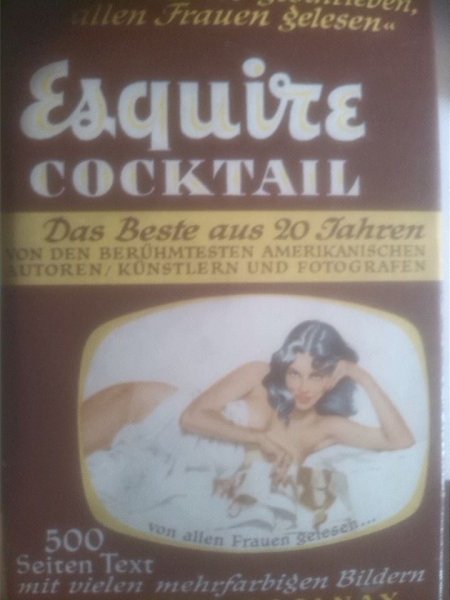 allen Frauen gelesen«
Esquire
COCKTAIL
Das Beste aus 20 Jahren
VON DEN BERÜHMTESTEN AMERIKANISCHEN
AUTOREN / KÜNSTLERN UND FOTOGRAFEN
von allen Frauen gelesen...
500
Seiten Text
mit vielen mehrfarbigen Bildern